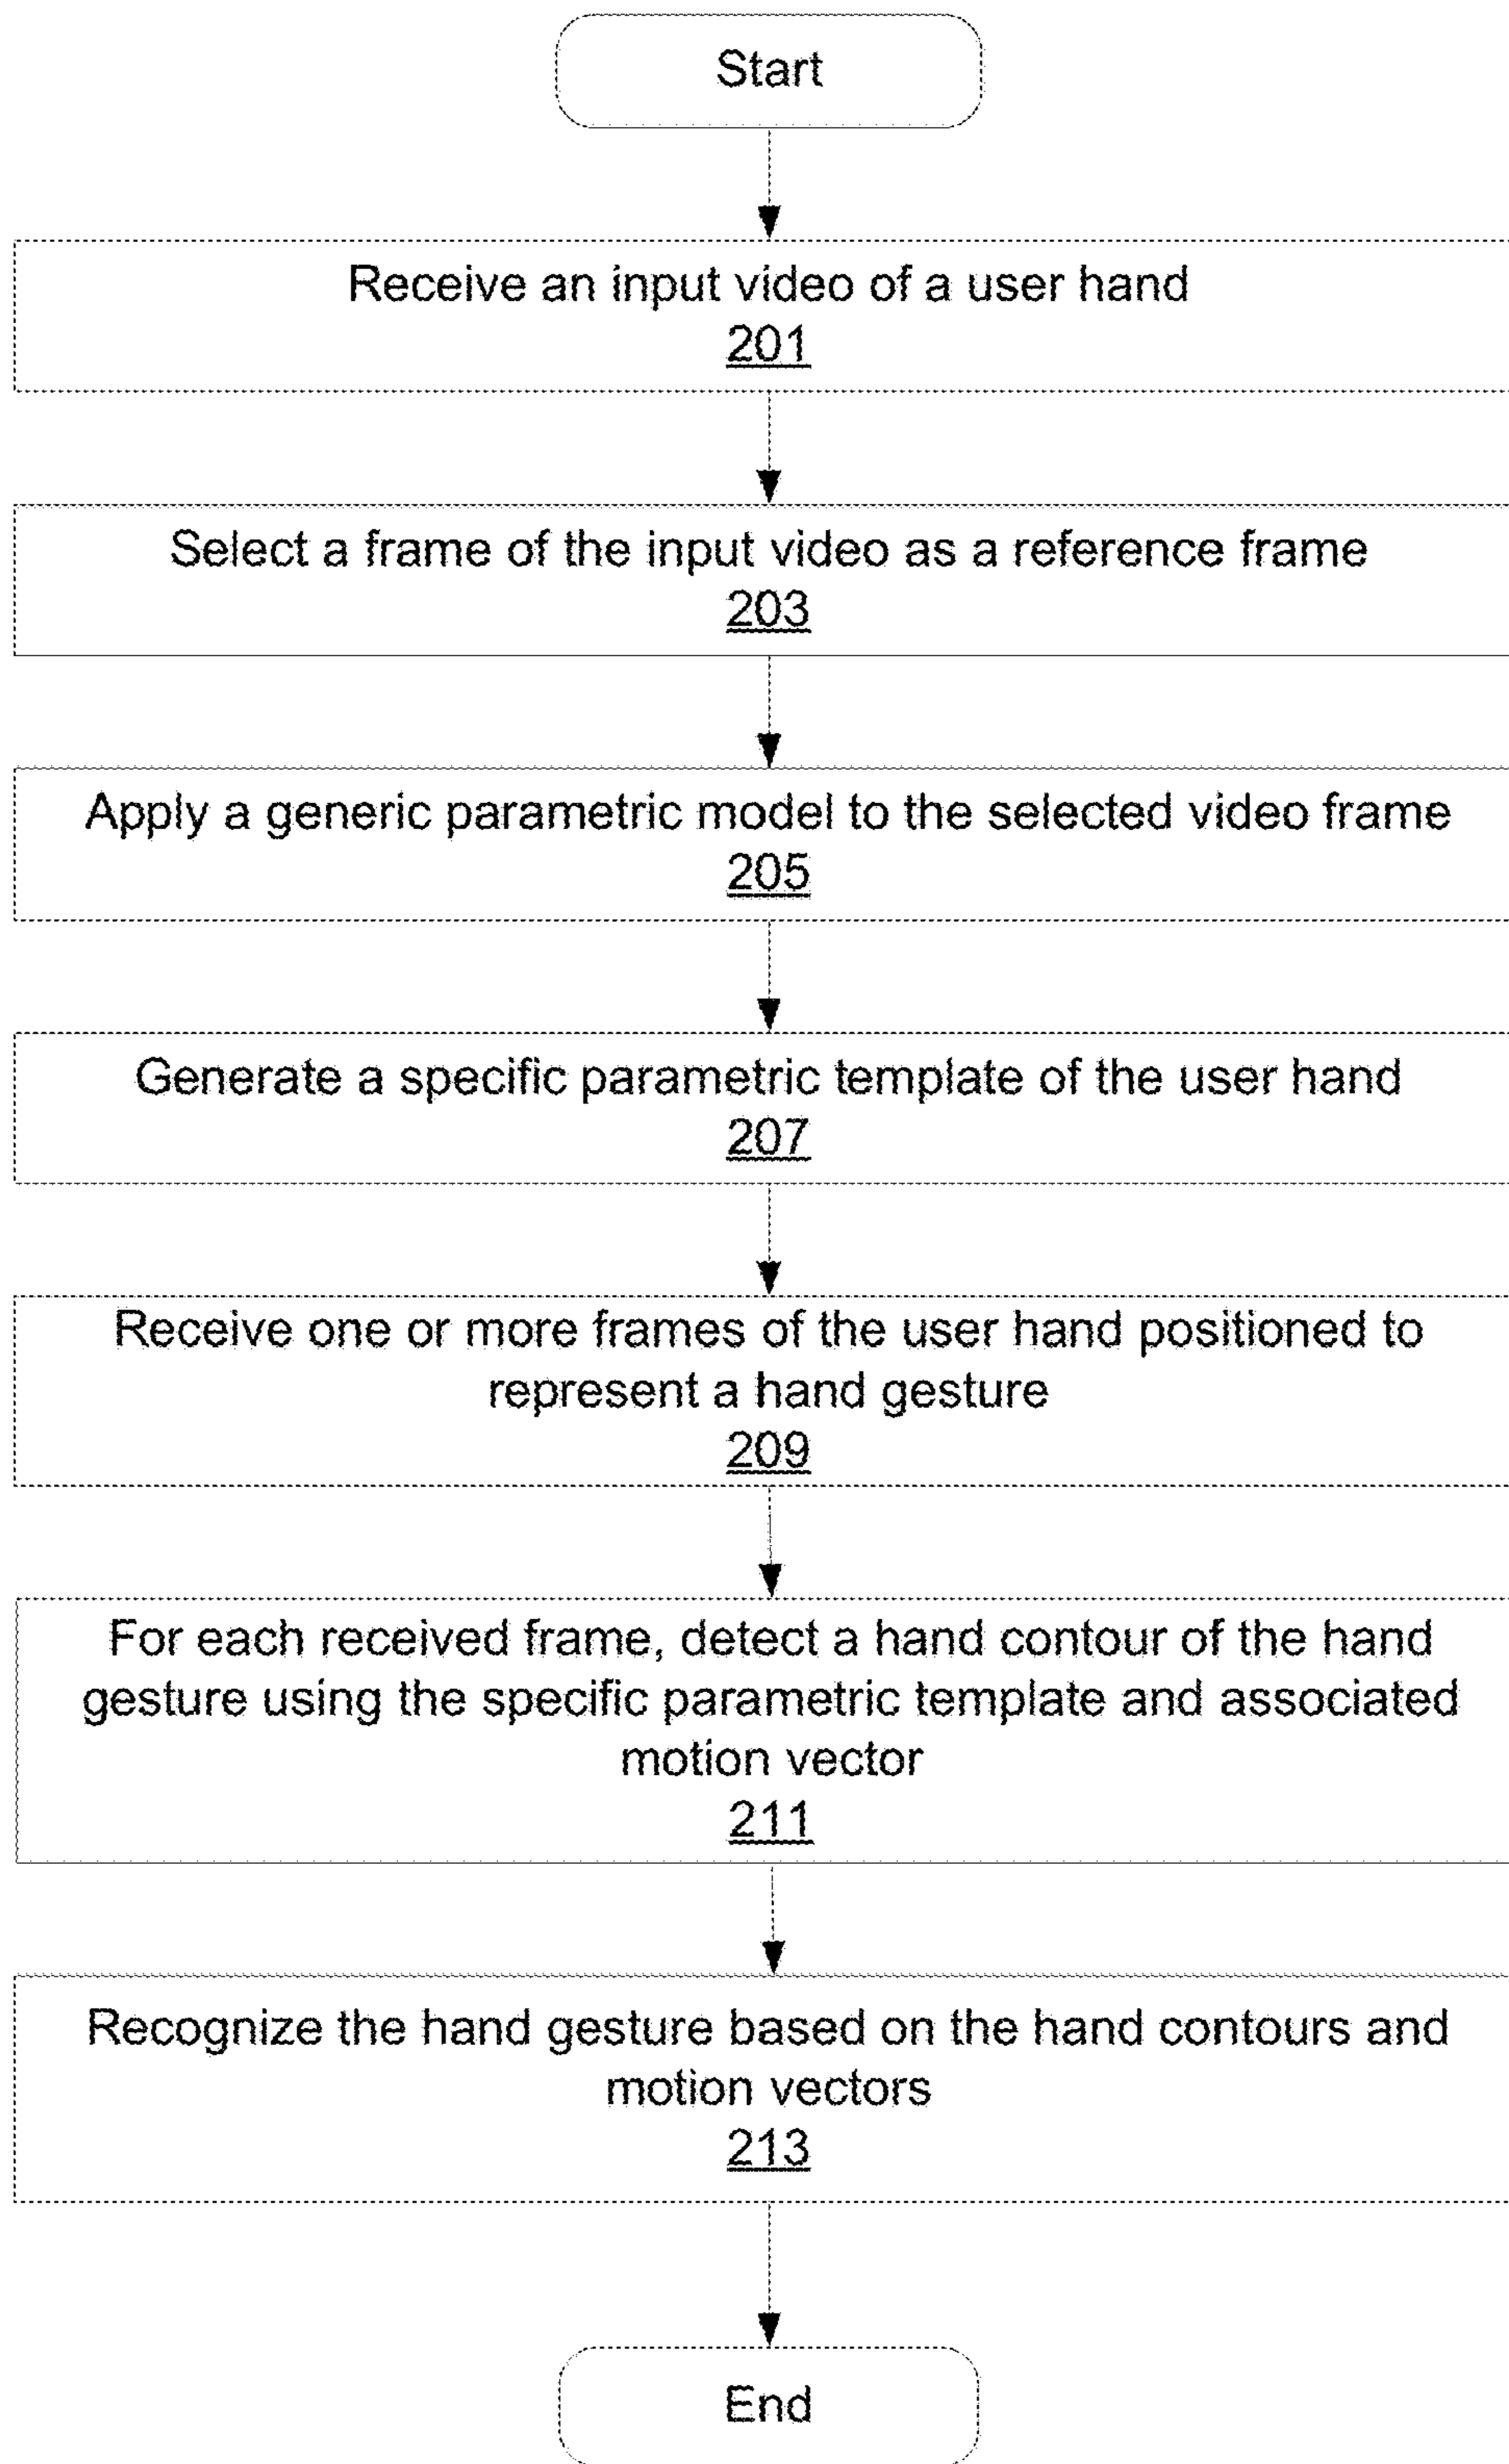 Start
Receive an input video of a user hand
201
Select a frame of the input video as a reference frame
203
Apply a generic parametric model to the selected video frame
205
Generate a specific parametric template of the user hand
207
Receive one or more frames of the user hand positioned to
represent a hand gesture
209
For each received frame, detect a hand contour of the hand
gesture using the specific parametric template and associated
motion vector
211
Recognize the hand gesture based on the hand contours and
motion vectors
213
End